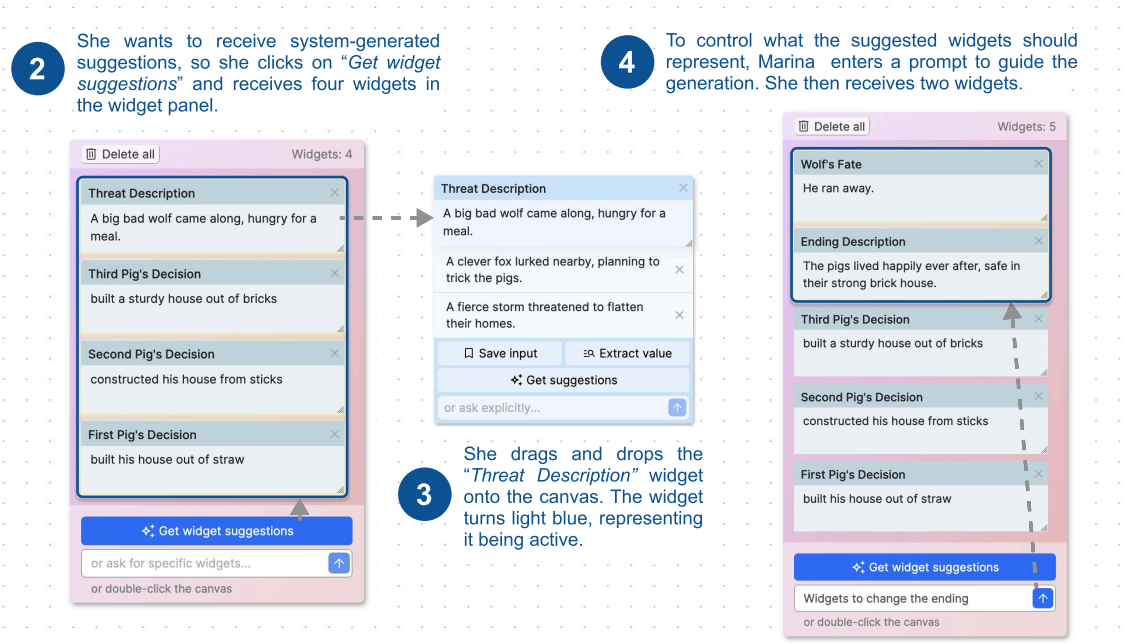 2
She wants to receive system-generated
suggestions, so she clicks on “Get widget
suggestions” and receives four widgets in
the widget panel.
Delete all
Widgets: 4
Threat Description
A big bad wolf came along, hungry for a
meal.
Third Pig's Decision
built a sturdy house out of bricks
Second Pig's Decision
constructed his house from sticks
First Pig's Decision
built his house out of straw
Get widget suggestions
or ask for specific widgets...
or double-click the canvas
Threat Description
A big bad wolf came along, hungry for a
meal.
A clever fox lurked nearby, planning to
trick the pigs.
A fierce storm threatened to flatten
their homes.
Save input
Extract value
Get suggestions
or ask explicitly...
3
She drags and drops the
“Threat Description” widget
onto the canvas. The widget
turns light blue, representing
it being active.
4
To control what the suggested widgets should
represent, Marina enters a prompt to guide the
generation. She then receives two widgets.
Delete all
Widgets: 5
Wolf's Fate
He ran away.
Ending Description
The pigs lived happily ever after, safe in
their strong brick house.
Third Pig's Decision
built a sturdy house out of bricks
Second Pig's Decision
constructed his house from sticks
First Pig's Decision
built his house out of straw
Get widget suggestions
Widgets to change the ending
or double-click the canvas